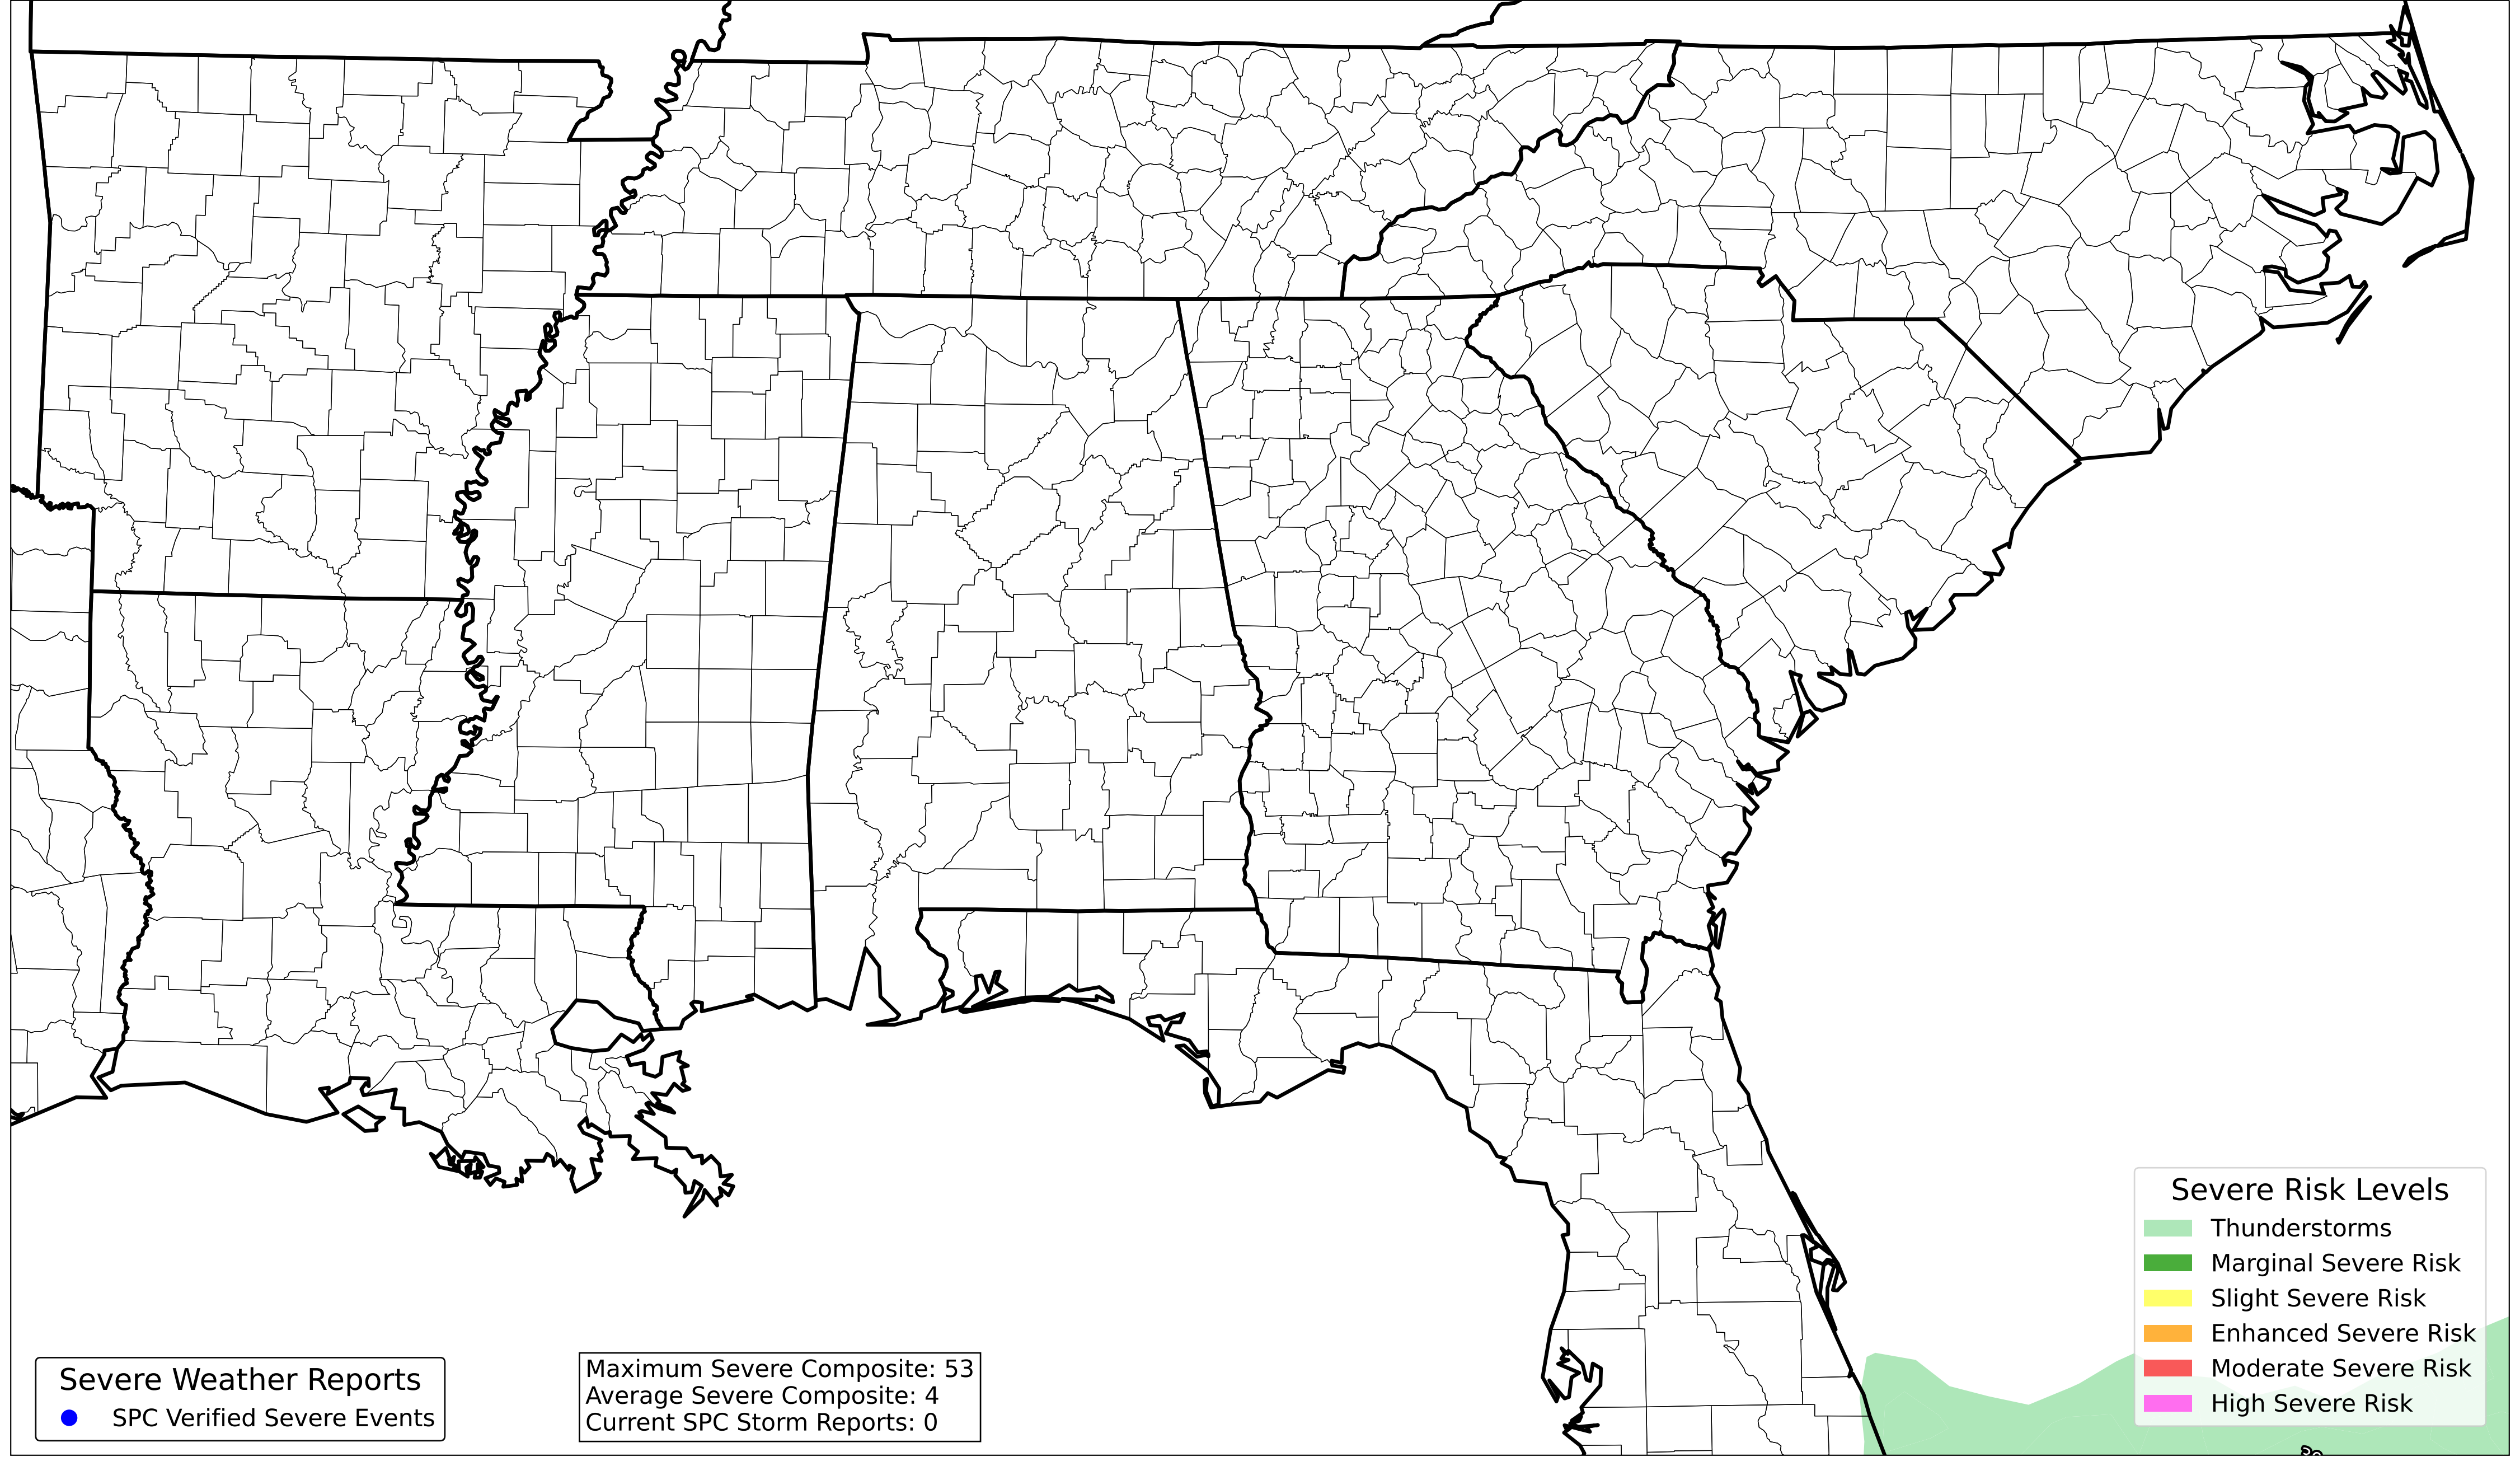 Severe Risk Levels
Thunderstorms
Marginal Severe Risk
Slight Severe Risk
Enhanced Severe Risk
Moderate Severe Risk
High Severe Risk
Severe Weather Reports
SPC Verified Severe Events
Maximum Severe Composite: 53
Average Severe Composite: 4
Current SPC Storm Reports: 0